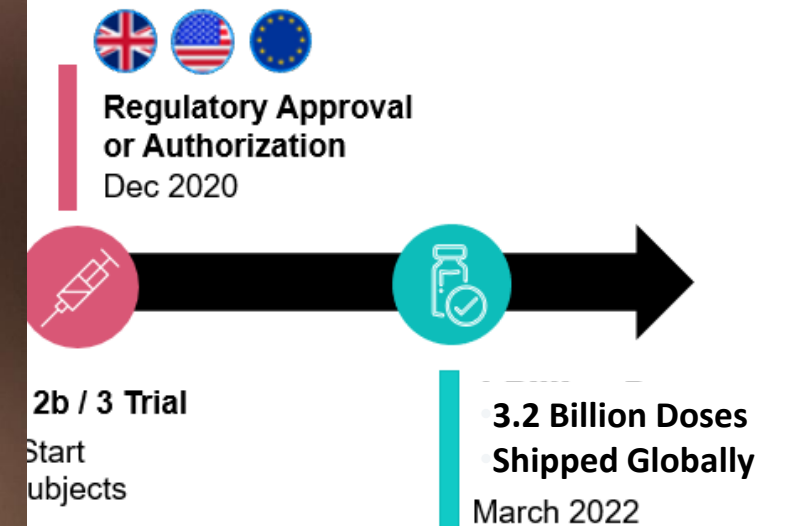 Regulatory Approval
or Authorization
Dec 2020
2b / 3 Trial
Start
ubjects
3.2 Billion Doses
Shipped Globally
March 2022